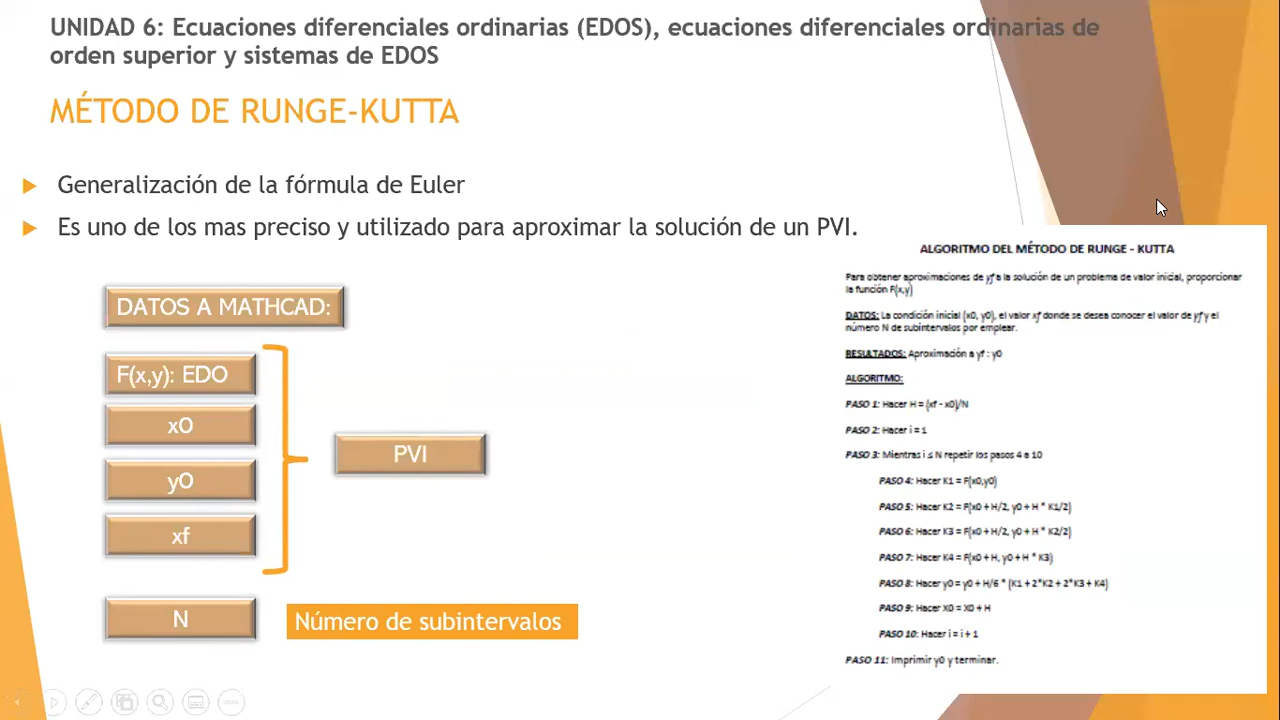 UNIDAD 6: Ecuaciones diferenciales ordinarias (EDOS), ecuaciones diferenciales ordinarias de
orden superior y sistemas de EDOS
MÉTODO DE RUNGE-KUTTA
Generalización de la fórmula de Euler
Es uno de los mas preciso y utilizado para aproximar la solución de un PVI.
DATOS A MATHCAD:
F(x,y): EDO
x0
y0
xf
PVI
N
Número de subintervalos
ALGORITMO DEL MÉTODO DE RUNGE - KUTTA
Para obtener aproximaciones de yf a la solución de un problema de valor inicial, proporcionar
la función F(x,y)
DATOS: La condición inicial (x0, y0), el valor xf donde se desea conocer el valor de yf y el
número N de subintervalos por emplear.
RESULTADOS: Aproximación a yf : y0
ALGORITMO:
PASO 1: Hacer H = (xf - x0)/N
PASO 2: Hacer i = 1
PASO 3: Mientras i ≤ N repetir los pasos 4 a 10
PASO 4: Hacer K1 = F(x0,y0)
PASO 5: Hacer K2 = F(x0 + H/2, y0 + H * K1/2)
PASO 6: Hacer K3 = F(x0 + H/2, y0 + H * K2/2)
PASO 7: Hacer K4 = F(x0 + H, y0 + H * K3)
PASO 8: Hacer y0 = y0 + H/6 * (K1 + 2*K2 + 2*K3 + K4)
PASO 9: Hacer X0 = X0 + H
PASO 10: Hacer i = i + 1
PASO 11: Imprimir y0 y terminar.